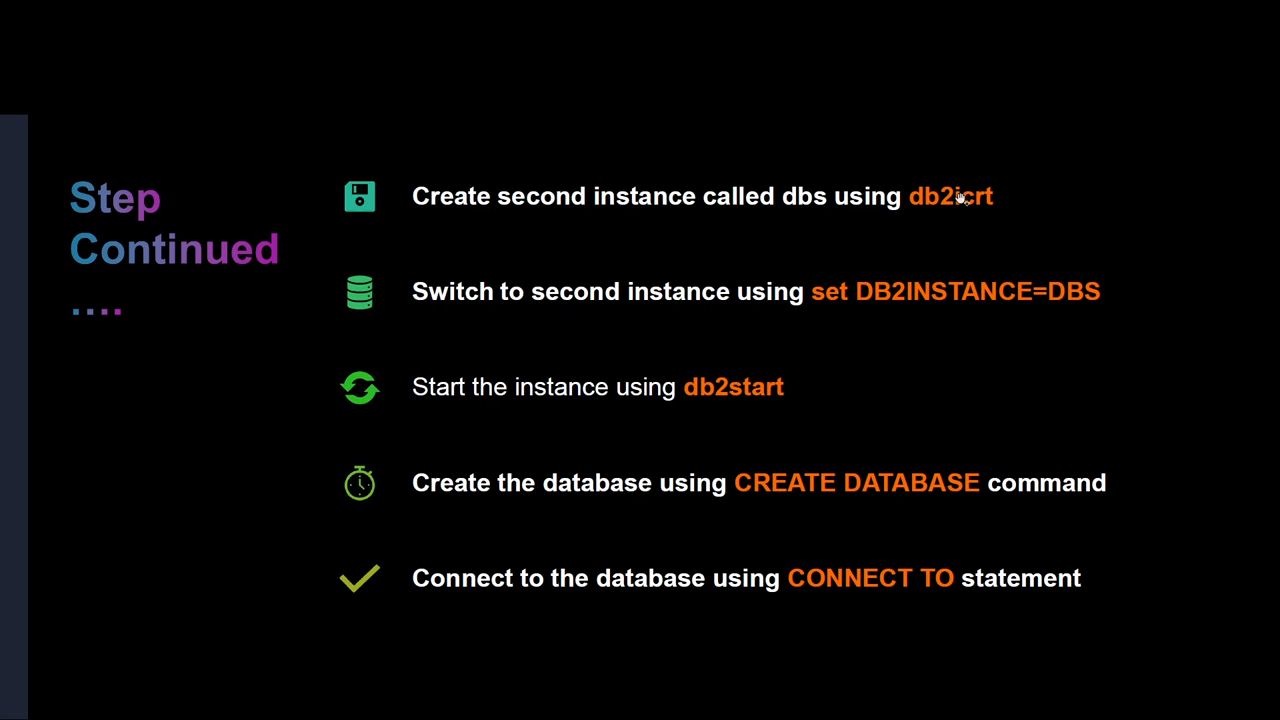 Step
Continued
....
Create second instance called dbs using db2icrt
Switch to second instance using set DB2INSTANCE=DBS
Start the instance using db2start
Create the database using CREATE DATABASE command
Connect to the database using CONNECT TO statement